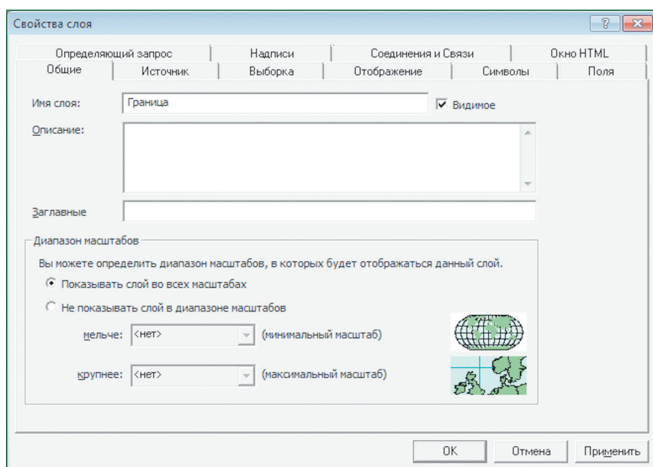 Свойства слоя
Определяющий запрос Надписи Соединения и Связи Окно HTML
Общие Источник Выборка Отображение Символы Поля
Имя слоя: Граница Видимое
Описание:
Заглавные
Диапазон масштабов
Вы можете определить диапазон масштабов, в которых будет отображаться данный слой.
Показывать слой во всех масштабах
Не показывать слой в диапазоне масштабов
мельче: <нет> (минимальный масштаб)
крупнее: <нет> (максимальный масштаб)
OK Отмена Применить